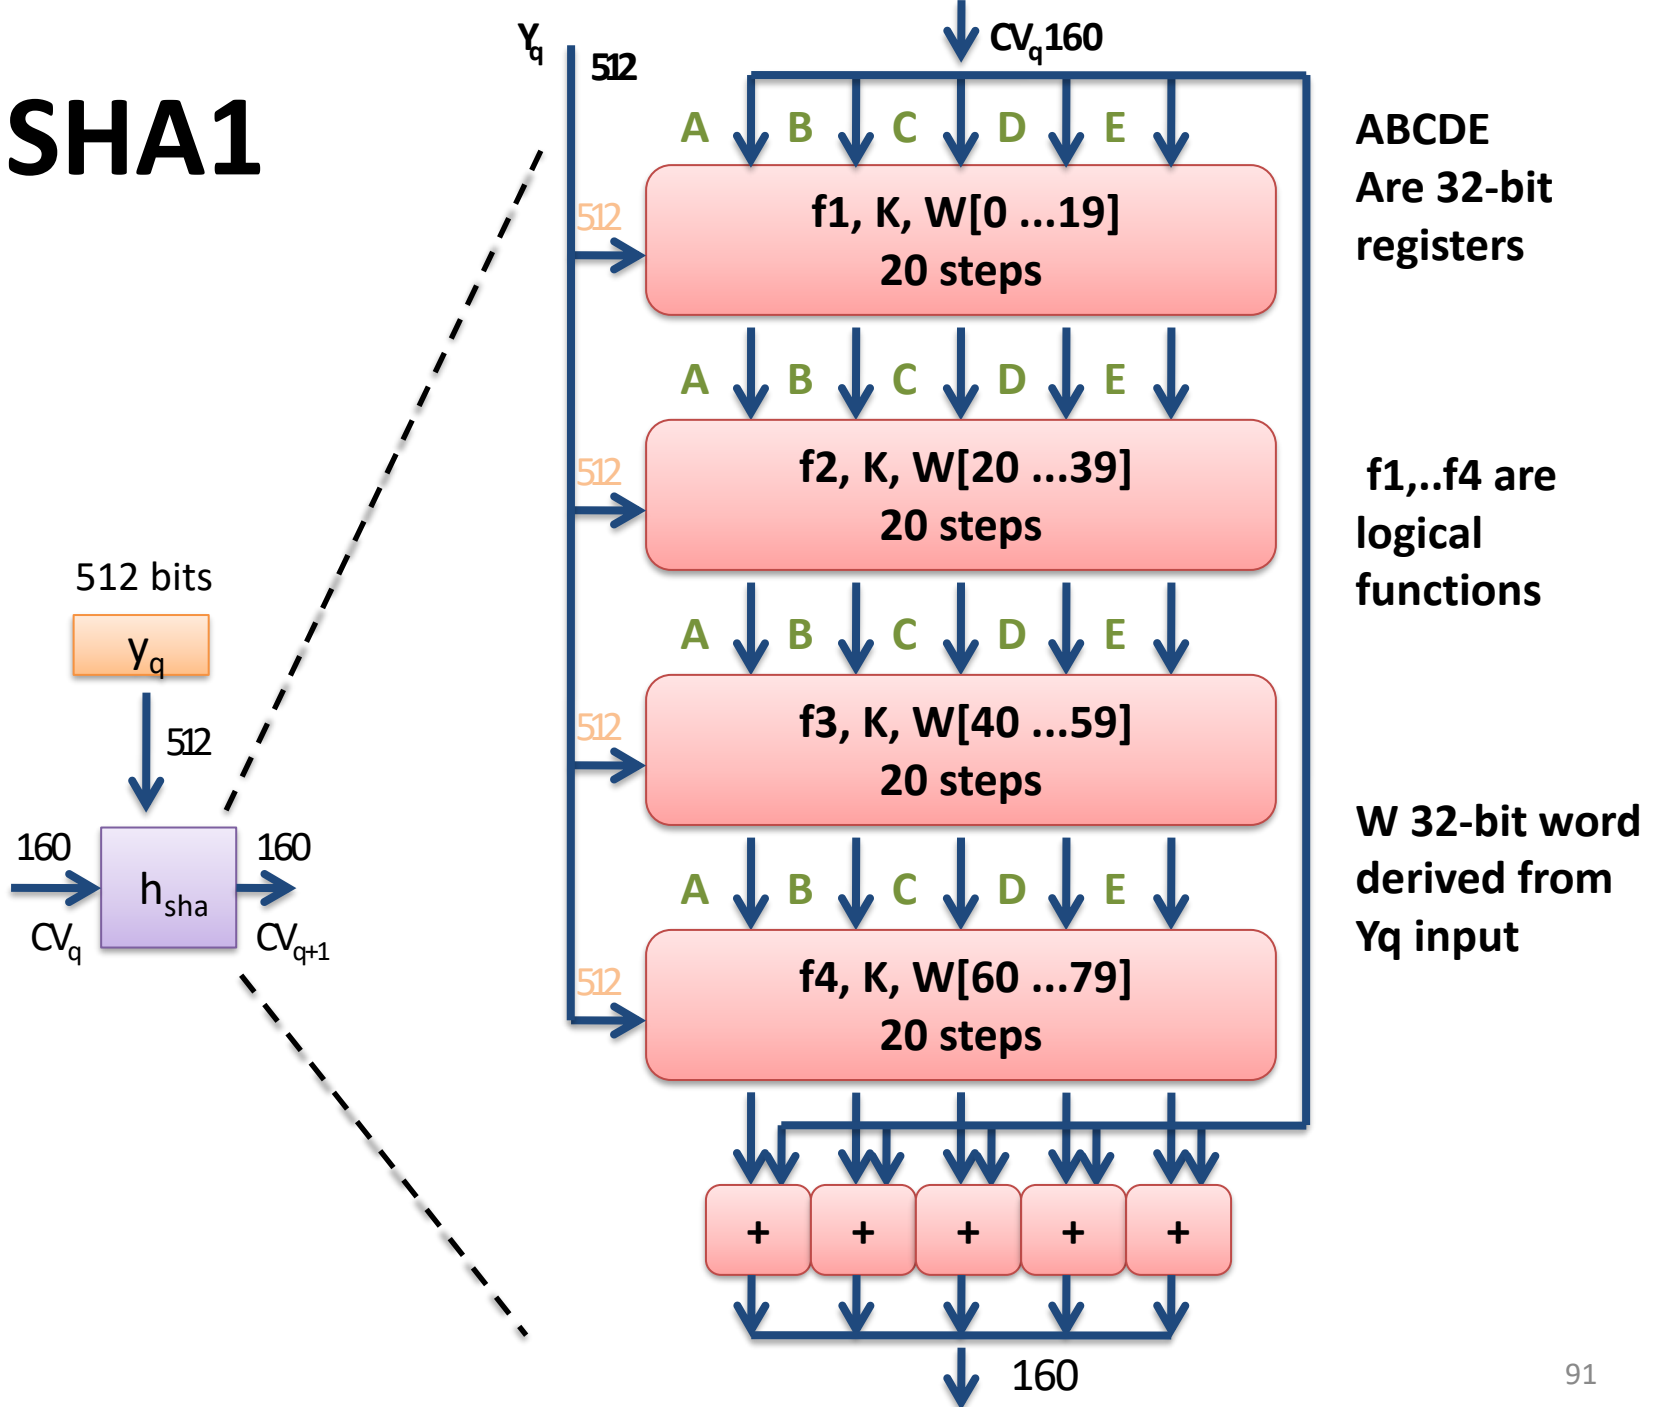 SHA1
Yq
512
CVq160
A B C D E
512
f1, K, W[0 ...19]
20 steps
A B C D E
512
f2, K, W[20 ...39]
20 steps
A B C D E
512
f3, K, W[40 ...59]
20 steps
A B C D E
512
f4, K, W[60 ...79]
20 steps
+ + + + +
160
512 bits
yq
512
160
CVq
hsha
160
CVq+1
ABCDE
Are 32-bit
registers
f1,..f4 are
logical
functions
W 32-bit word
derived from
Yq input
91